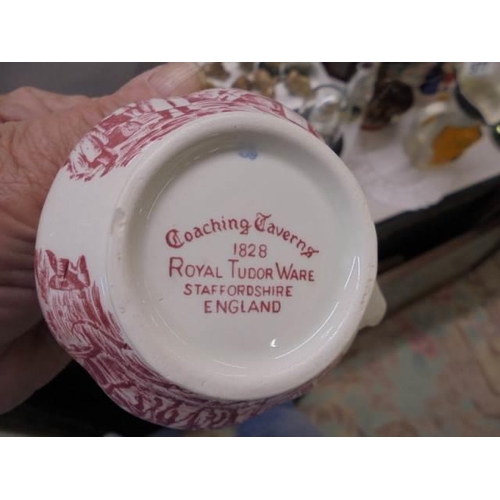 Coaching Taverns
1828
ROYAL TUDOR WARE
STAFFORDSHIRE
ENGLAND